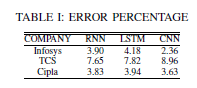 TABLE I: ERROR PERCENTAGE
COMPANY RNN LSTM CNN
Infosys 3.90 4.18 2.36
TCS 7.65 7.82 8.96
Cipla 3.83 3.94 3.63